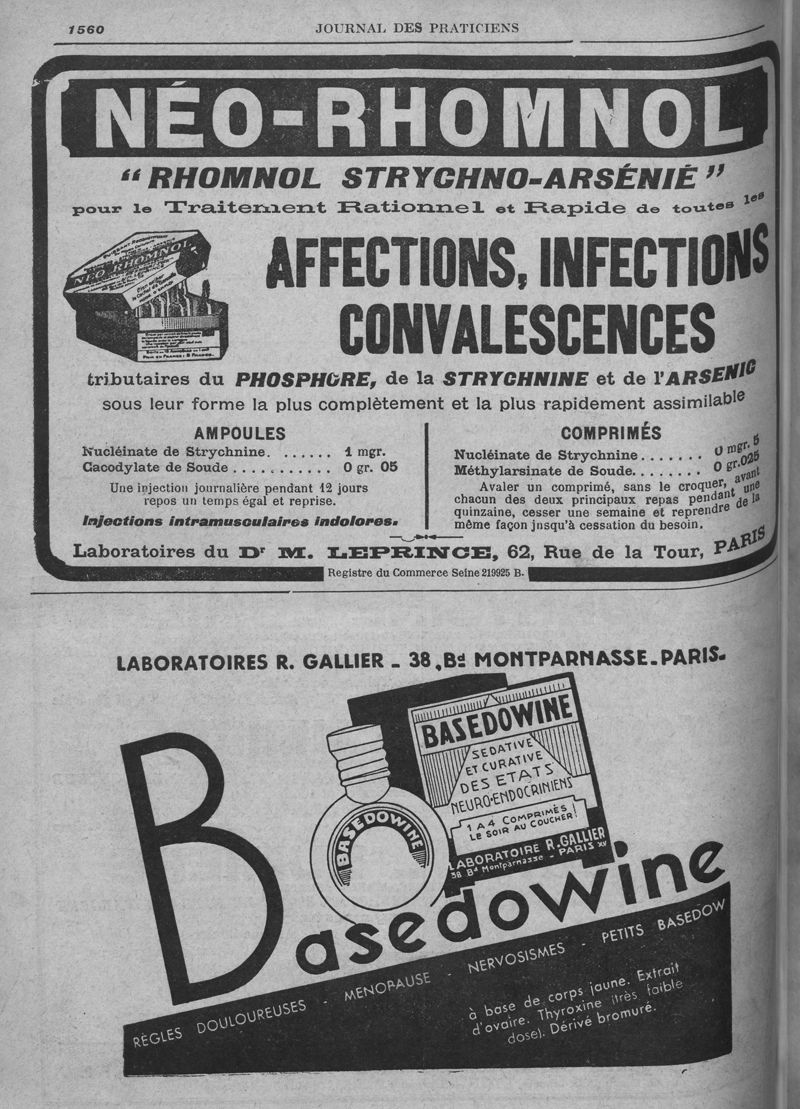 1560
JOURNAL DES PRATICIENS
NÉO-RHOMNOL
“RHOMNOL STRYCHNO-ARSÉNIÉ”
pour le Traitement Rationnel et Rapide de toutes les
NÉO RHOMNOL
AFFECTIONS, INFECTIONS
CONVALESCENCES
tributaires du PHOSPHORE, de la STRYCHNINE et de l'ARSENIC
sous leur forme la plus complètement et la plus rapidement assimilable
AMPOULES
Nucléinate de Strychnine. ...... 1 mgr.
Cacodylate de Soude ........... 0 gr. 05
Une injection journalière pendant 12 jours
repos un temps égal et reprise.
Injections intramusculaires indolores.
COMPRIMÉS
Nucléinate de Strychnine....... 0 mgr. 5
Méthylarsinate de Soude........ 0 gr.025
Avaler un comprimé, sans le croquer, avant
chacun des deux principaux repas pendant une
quinzaine, cesser une semaine et reprendre de la
même façon jnsqu'à cessation du besoin.
Laboratoires du Dr M. LEPRINCE, 62, Rue de la Tour, PARIS
Registre du Commerce Seine 219925 B.
LABORATOIRES R. GALLIER _ 38, Bd MONTPARNASSE_PARIS_
BASEDOWINE
SEDATIVE
ET CURATIVE
DES ETATS
NEURO-ENDOCRINIENS
1 A 4 COMPRIMÉS
LE SOIR AU COUCHER!
LABORATOIRE R. GALLIER
38 Bd Montparnasse - PARIS XV
BASEDOWINE
Basedowine
RÈGLES DOULOUREUSES - MENOPAUSE - NERVOSISMES - PETITS BASEDOW
à base de corps jaune. Extrait
d'ovaire. Thyroxine (très faible
dose). Dérivé bromuré.